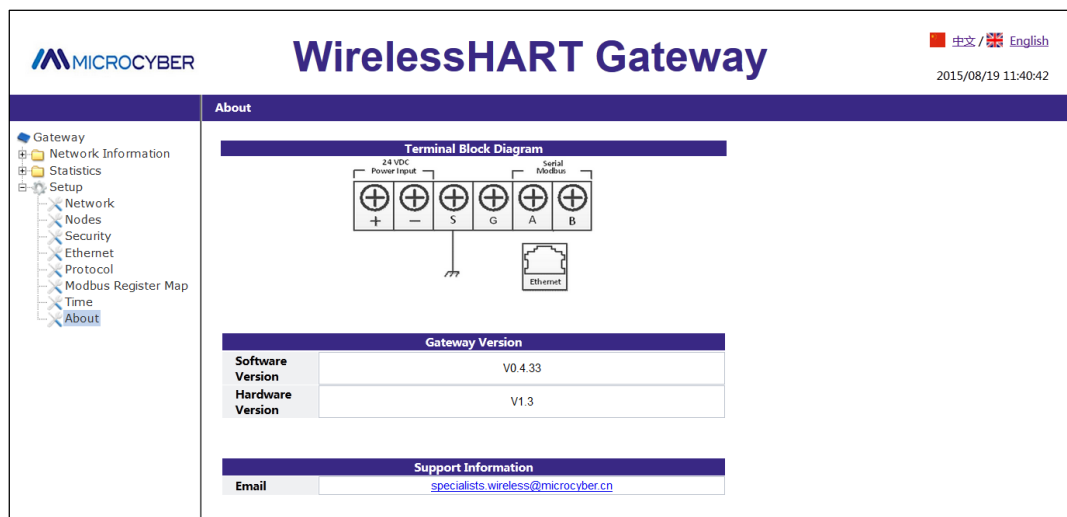 MICROCYBER
WirelessHART Gateway
中文 / English
2015/08/19 11:40:42
About
Gateway
Network Information
Statistics
Setup
Network
Nodes
Security
Ethernet
Protocol
Modbus Register Map
Time
About
Terminal Block Diagram
24 VDC
Power Input
Serial
Modbus
+ − S G A B
Ethernet
Gateway Version
Software
Version
V0.4.33
Hardware
Version
V1.3
Support Information
Email specialists.wireless@microcyber.cn